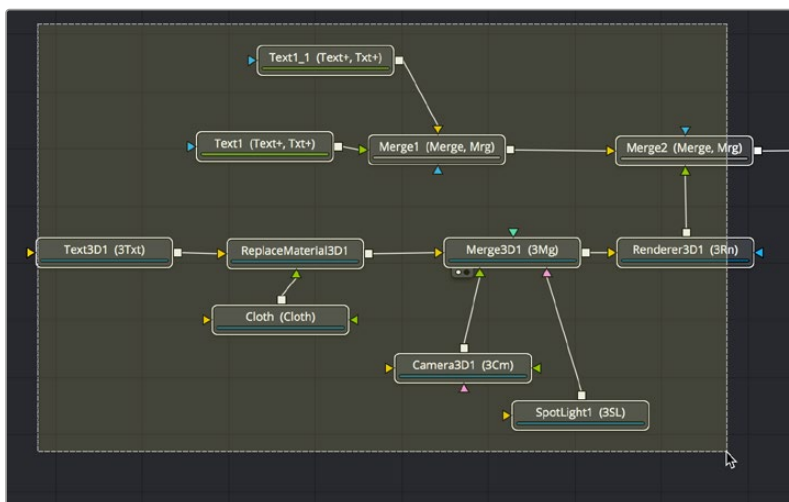 Text1_1 (Text+, Txt+)
Text1 (Text+, Txt+)
Merge1 (Merge, Mrg)
Merge2 (Merge, Mrg)
Text3D1 (3Txt)
ReplaceMaterial3D1
Merge3D1 (3Mg)
Renderer3D1 (3Rn)
Cloth (Cloth)
Camera3D1 (3Cm)
SpotLight1 (3SL)